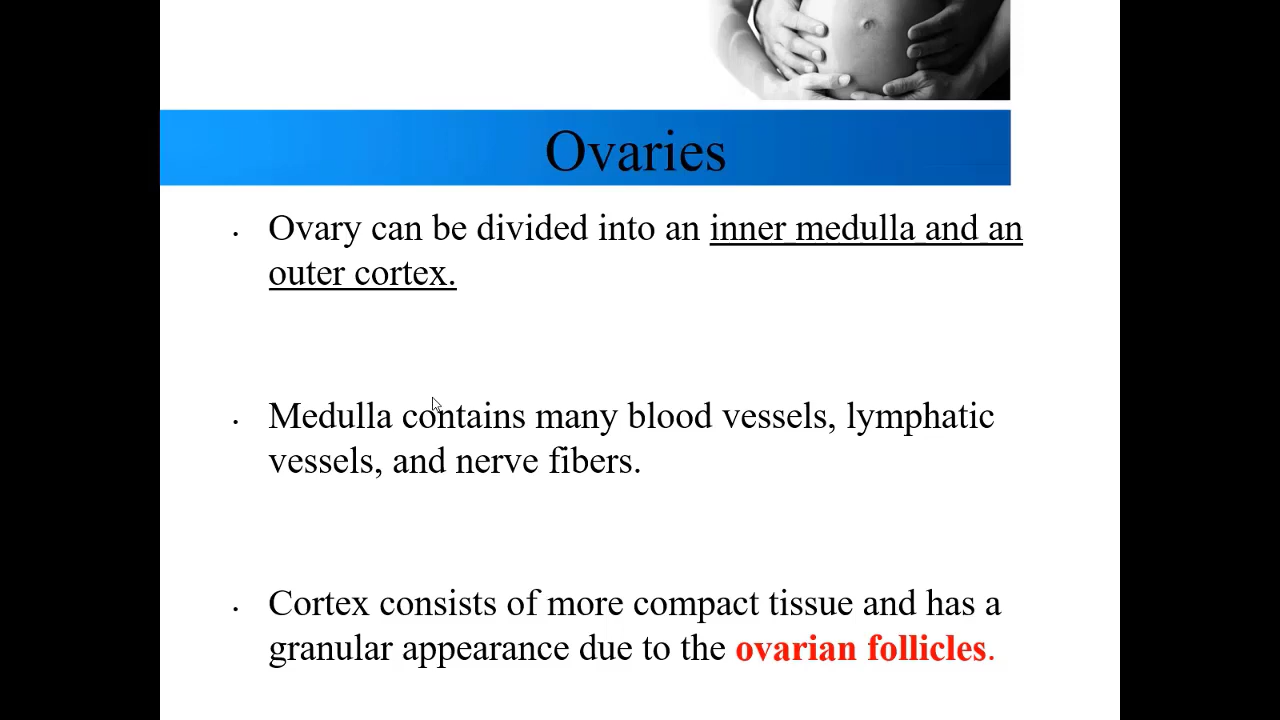 Ovaries
• Ovary can be divided into an inner medulla and an
outer cortex.
• Medulla contains many blood vessels, lymphatic
vessels, and nerve fibers.
• Cortex consists of more compact tissue and has a
granular appearance due to the ovarian follicles.